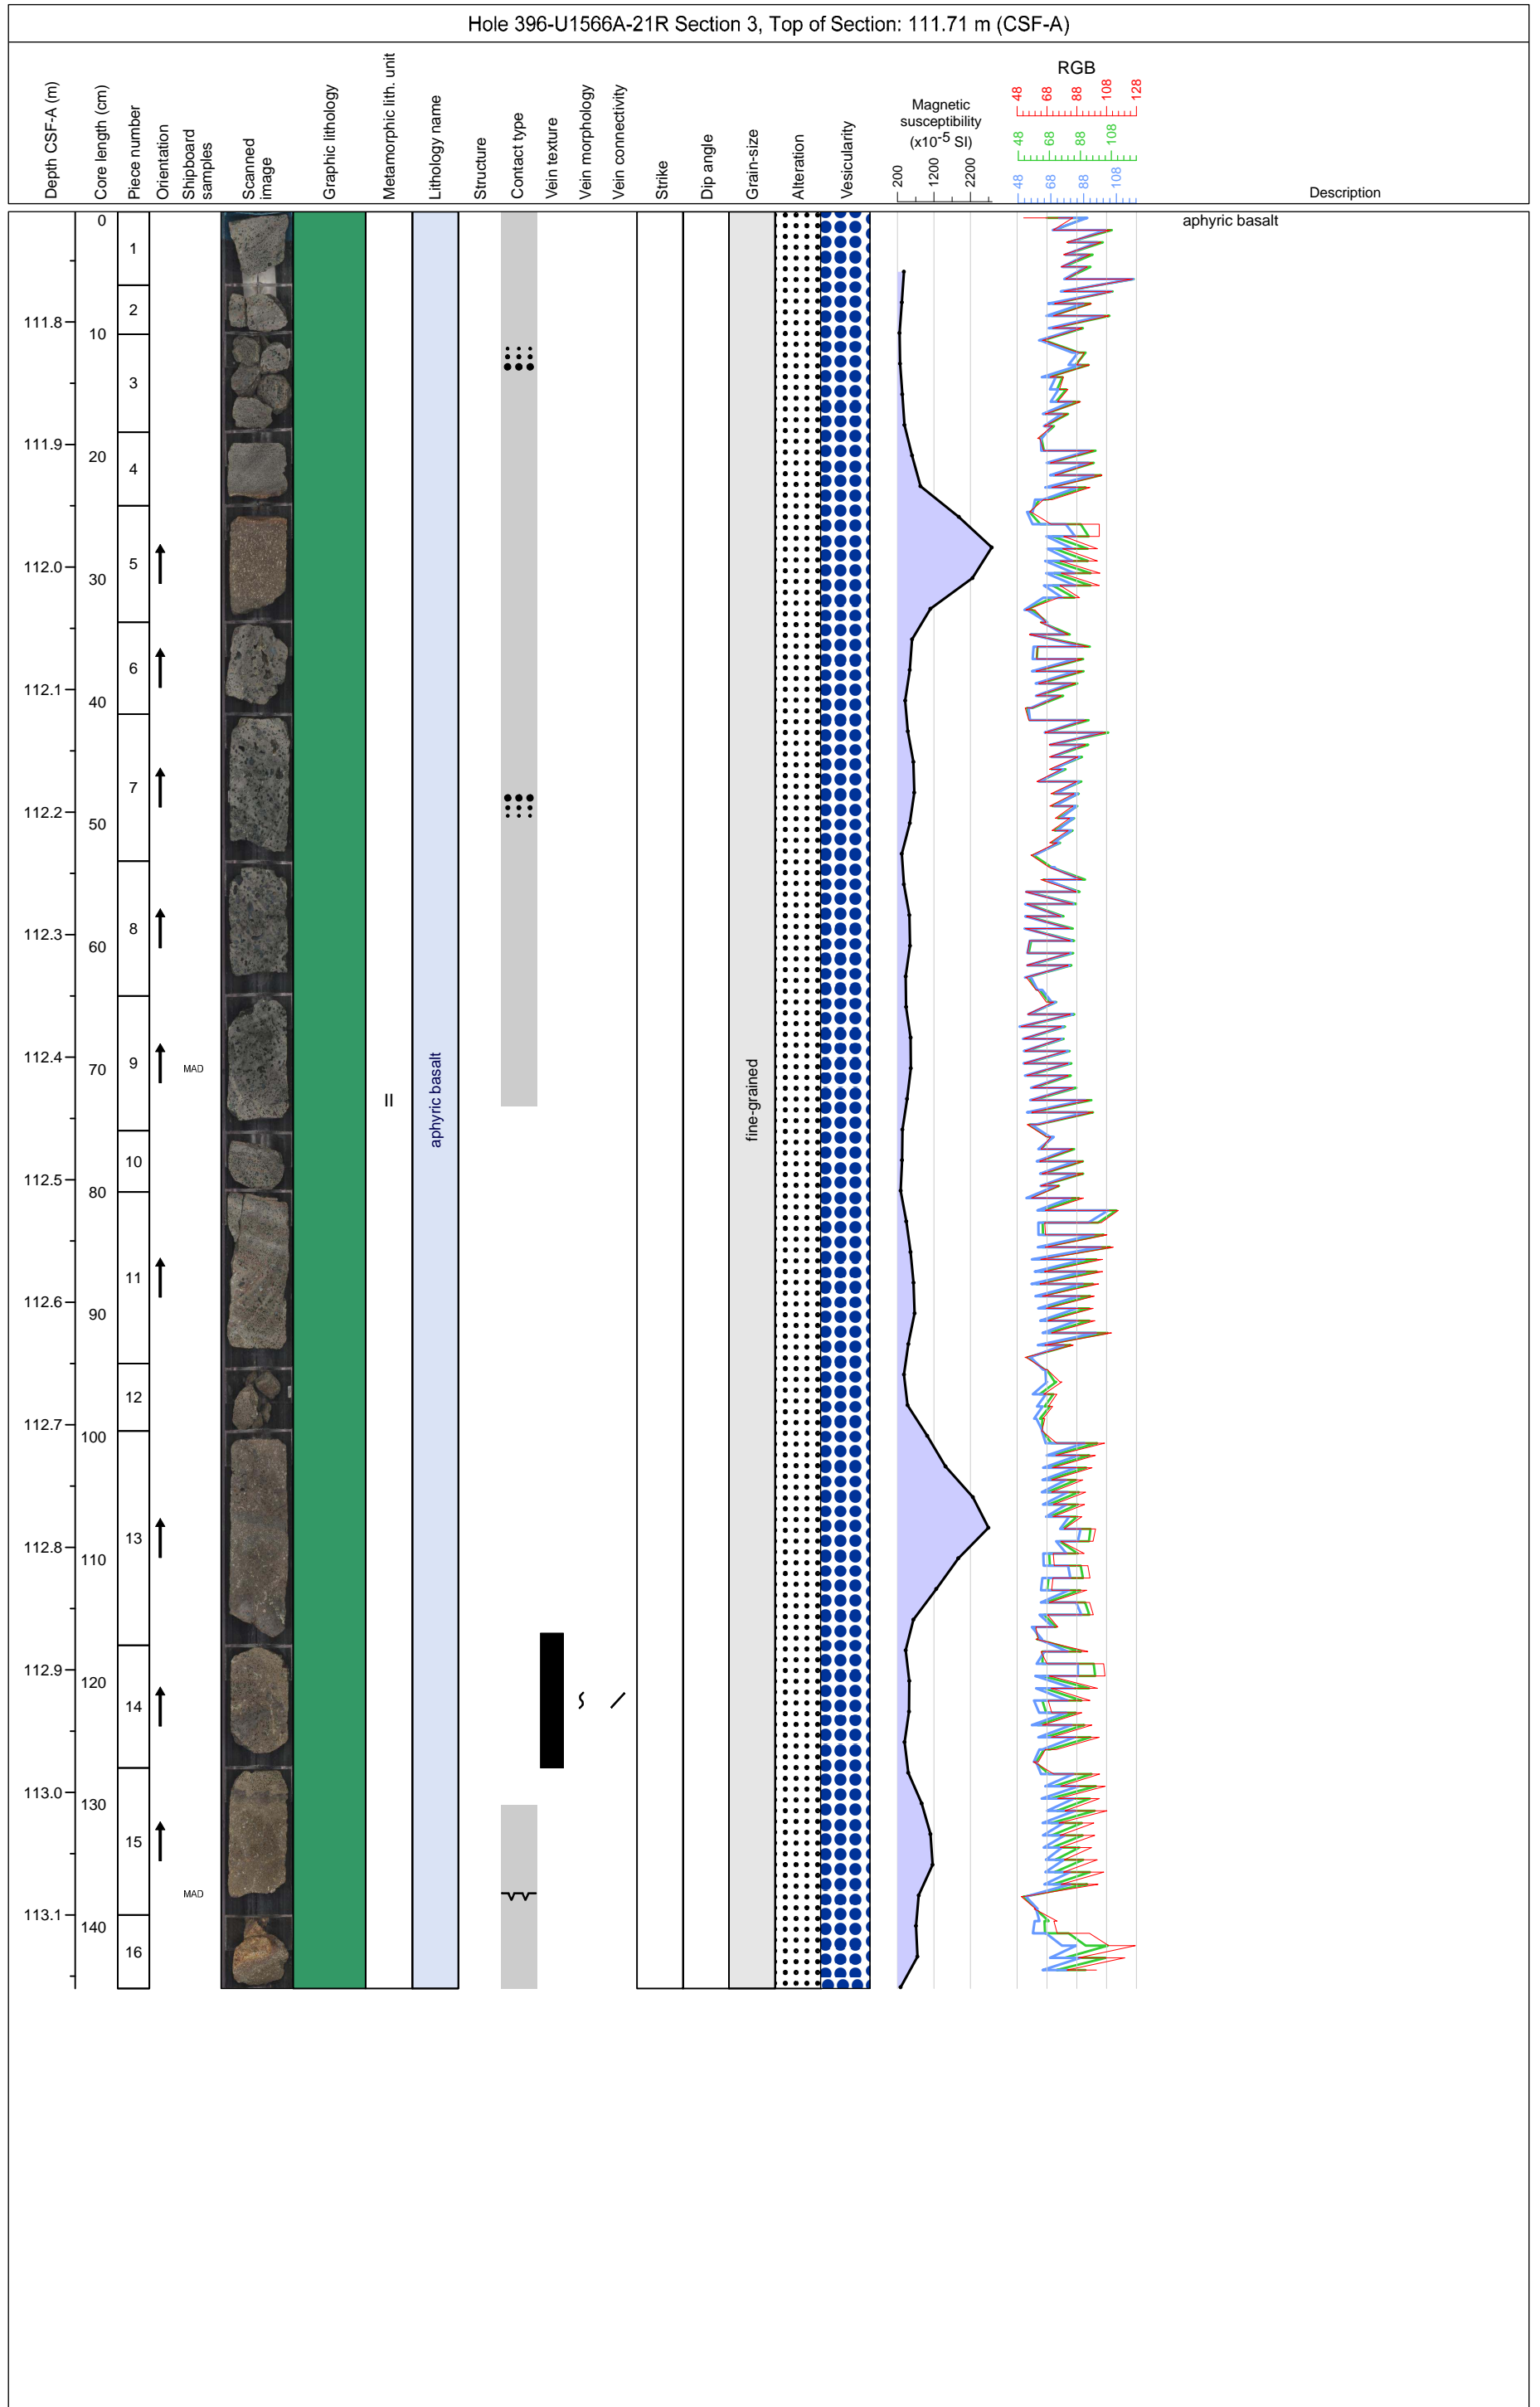 Hole 396-U1566A-21R Section 3, Top of Section: 111.71 m (CSF-A)
Depth CSF-A (m)
Core length (cm)
Piece number
Orientation
Shipboard
samples
Scanned
image
Graphic lithology
Metamorphic lith. unit
Lithology name
Structure
Contact type
Vein texture
Vein morphology
Vein connectivity
Strike
Dip angle
Grain-size
Alteration
Vesicularity
Magnetic
susceptibility
(x10-5 SI)
200 1200 2200
RGB
48 68 88 108 128
48 68 88 108
48 68 88 108
Description
aphyric basalt
0
1
2
111.8
10
3
111.9
20
4
5
112.0
30
6
112.1
40
7
112.2
50
8
112.3
60
112.4
9
70
MAD
II
aphyric basalt
fine-grained
10
112.5
80
11
112.6
90
12
112.7
100
13
112.8
110
112.9
120
14
113.0
130
15
MAD
113.1
140
16